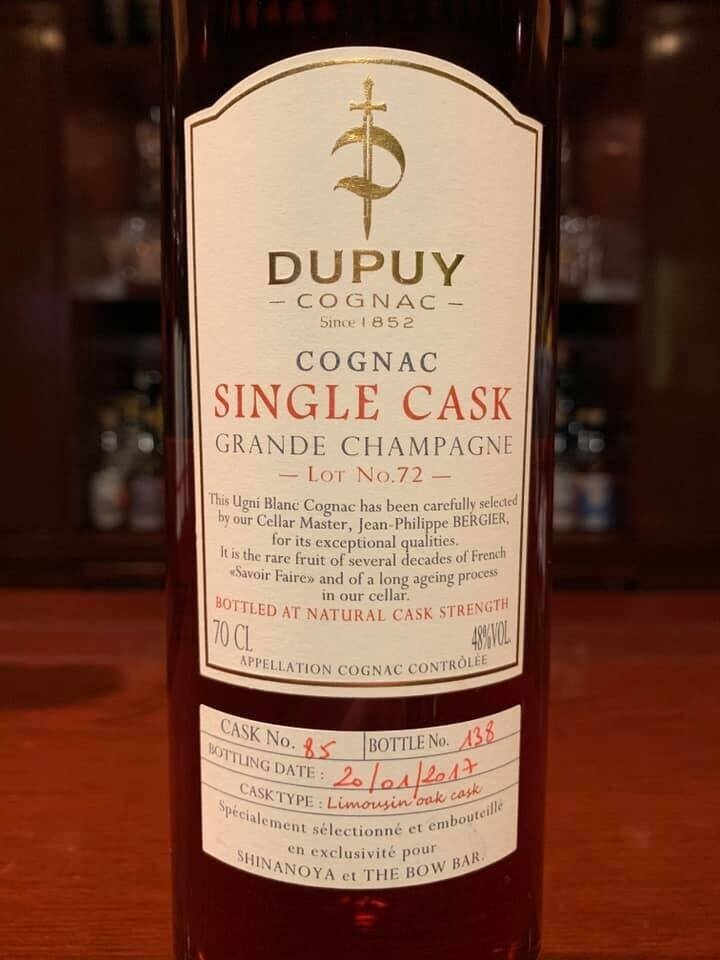 DUPUY
– COGNAC –
Since 1852
COGNAC
SINGLE CASK
GRANDE CHAMPAGNE
— LOT NO.72 —
This Ugni Blanc Cognac has been carefully selected
by our Cellar Master, Jean-Philippe BERGIER,
for its exceptional qualities.
It is the rare fruit of several decades of French
«Savoir Faire» and of a long ageing process
in our cellar.
BOTTLED AT NATURAL CASK STRENGTH
70 CL 48%VOL.
APPELLATION COGNAC CONTRÔLÉE
CASK No. 85 BOTTLE No. 138
BOTTLING DATE : 20/01/2017
CASK TYPE : Limousin oak cask
Spécialement sélectionné et embouteillé
en exclusivité pour
SHINANOYA et THE BOW BAR.